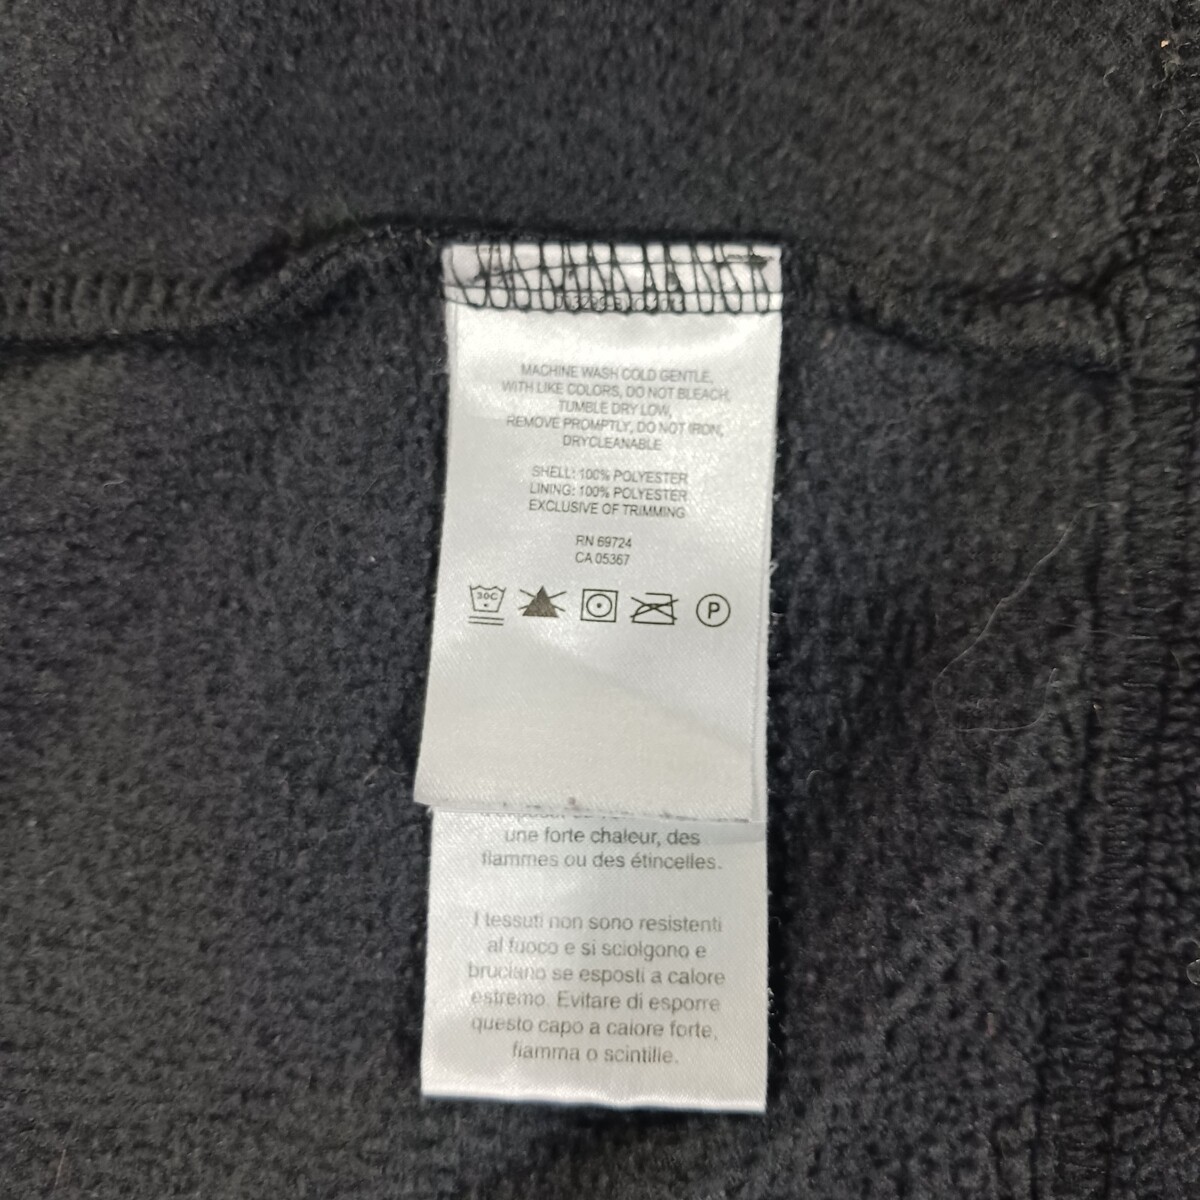 MACHINE WASH COLD GENTLE,
WITH LIKE COLORS, DO NOT BLEACH,
TUMBLE DRY LOW,
REMOVE PROMPTLY, DO NOT IRON,
DRYCLEANABLE
SHELL: 100% POLYESTER
LINING: 100% POLYESTER
EXCLUSIVE OF TRIMMING
RN 69724
CA 05367
30C
P
une forte chaleur, des
flammes ou des étincelles.
I tessuti non sono resistenti
al fuoco e si sciolgono e
bruciano se esposti a calore
estremo. Evitare di esporre
questo capo a calore forte,
fiamma o scintille.